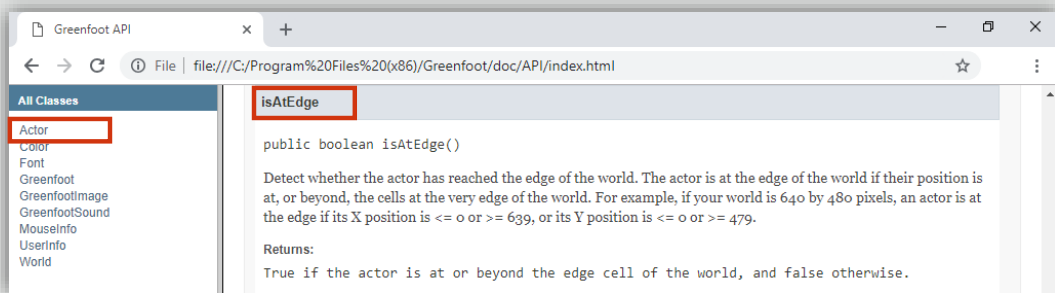 Greenfoot API
File | file:///C:/Program%20Files%20(x86)/Greenfoot/doc/API/index.html
All Classes
Actor
Color
Font
Greenfoot
GreenfootImage
GreenfootSound
MouseInfo
UserInfo
World
isAtEdge
public boolean isAtEdge()
Detect whether the actor has reached the edge of the world. The actor is at the edge of the world if their position is
at, or beyond, the cells at the very edge of the world. For example, if your world is 640 by 480 pixels, an actor is at
the edge if its X position is <= 0 or >= 639, or its Y position is <= 0 or >= 479.
Returns:
True if the actor is at or beyond the edge cell of the world, and false otherwise.